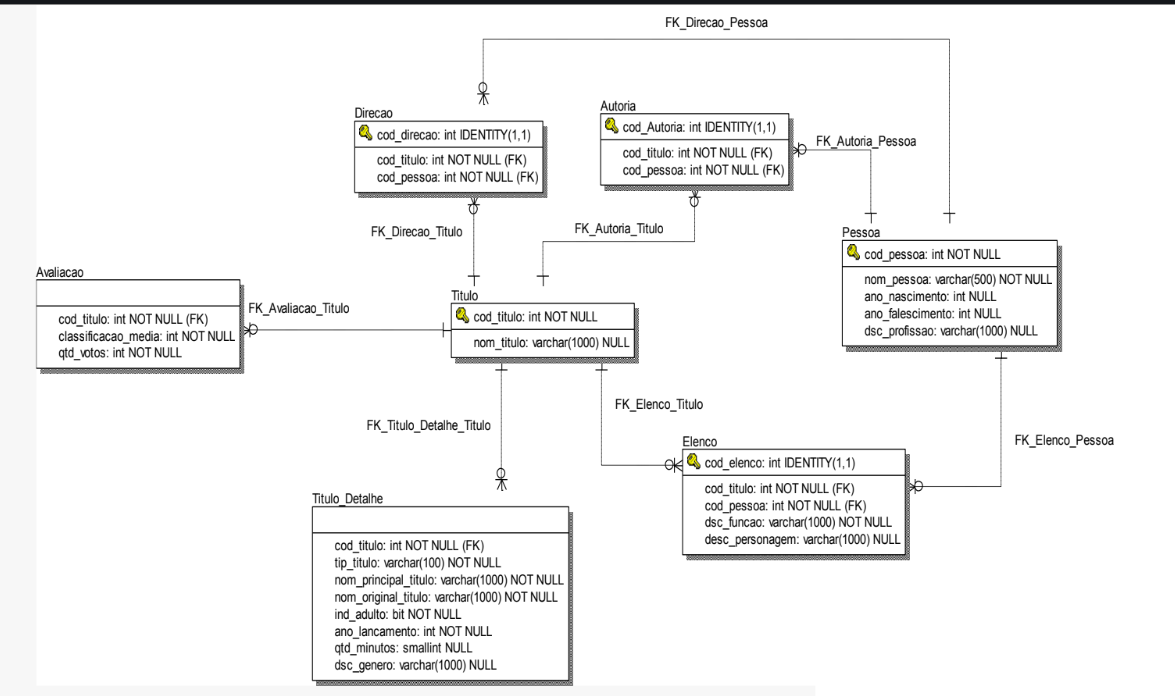 FK_Direcao_Pessoa
Direcao
cod_direcao: int IDENTITY(1,1)
cod_titulo: int NOT NULL (FK)
cod_pessoa: int NOT NULL (FK)
Autoria
cod_Autoria: int IDENTITY(1,1)
cod_titulo: int NOT NULL (FK)
cod_pessoa: int NOT NULL (FK)
FK_Autoria_Pessoa
FK_Direcao_Titulo
FK_Autoria_Titulo
Pessoa
cod_pessoa: int NOT NULL
nom_pessoa: varchar(500) NOT NULL
ano_nascimento: int NULL
ano_falescimento: int NULL
dsc_profissao: varchar(1000) NULL
Avaliacao
cod_titulo: int NOT NULL (FK)
classificacao_media: int NOT NULL
qtd_votos: int NOT NULL
FK_Avaliacao_Titulo
Titulo
cod_titulo: int NOT NULL
nom_titulo: varchar(1000) NULL
FK_Titulo_Detalhe_Titulo
FK_Elenco_Titulo
FK_Elenco_Pessoa
Elenco
cod_elenco: int IDENTITY(1,1)
cod_titulo: int NOT NULL (FK)
cod_pessoa: int NOT NULL (FK)
dsc_funcao: varchar(1000) NOT NULL
desc_personagem: varchar(1000) NULL
Titulo_Detalhe
cod_titulo: int NOT NULL (FK)
tip_titulo: varchar(100) NOT NULL
nom_principal_titulo: varchar(1000) NOT NULL
nom_original_titulo: varchar(1000) NOT NULL
ind_adulto: bit NOT NULL
ano_lancamento: int NOT NULL
qtd_minutos: smallint NULL
dsc_genero: varchar(1000) NULL